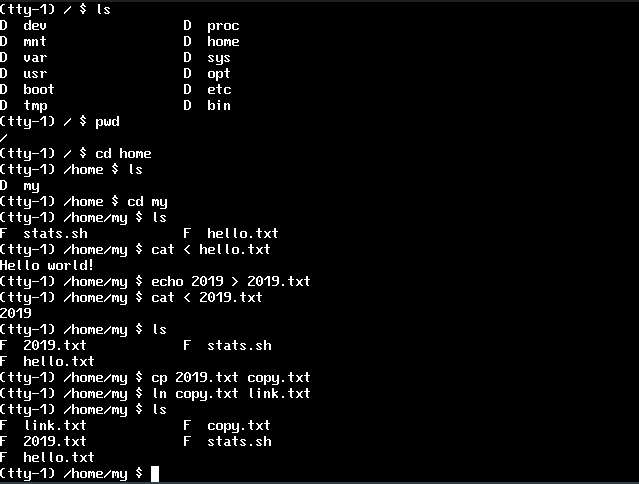 (tty-1) / $ ls
D  dev                 D  proc
D  mnt                 D  home
D  var                 D  sys
D  usr                 D  opt
D  boot                D  etc
D  tmp                 D  bin
(tty-1) / $ pwd
/
(tty-1) / $ cd home
(tty-1) /home $ ls
D  my
(tty-1) /home $ cd my
(tty-1) /home/my $ ls
F  stats.sh            F  hello.txt
(tty-1) /home/my $ cat < hello.txt
Hello world!
(tty-1) /home/my $ echo 2019 > 2019.txt
(tty-1) /home/my $ cat < 2019.txt
2019
(tty-1) /home/my $ ls
F  2019.txt            F  stats.sh
F  hello.txt
(tty-1) /home/my $ cp 2019.txt copy.txt
(tty-1) /home/my $ ln copy.txt link.txt
(tty-1) /home/my $ ls
F  link.txt            F  copy.txt
F  2019.txt            F  stats.sh
F  hello.txt
(tty-1) /home/my $